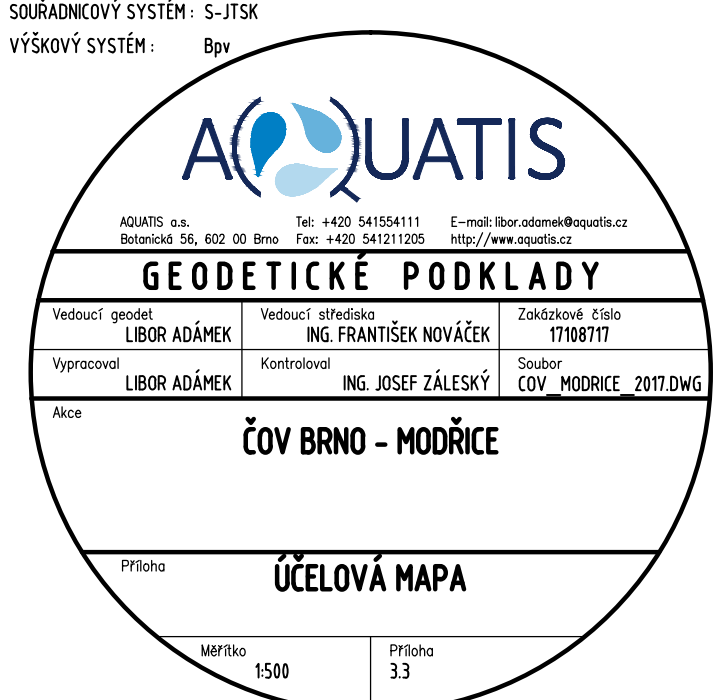 SOUŘADNICOVÝ SYSTÉM : S-JTSK
VÝŠKOVÝ SYSTÉM : Bpv
AQUATIS
AQUATIS a.s. Tel: +420 541554111 E-mail: libor.adamek@aquatis.cz
Botanická 56, 602 00 Brno Fax: +420 541211205 http://www.aquatis.cz
GEODETICKÉ PODKLADY
Vedoucí geodet Vedoucí střediska Zakázkové číslo
LIBOR ADÁMEK ING. FRANTIŠEK NOVÁČEK 17108717
Vypracoval Kontroloval Soubor
LIBOR ADÁMEK ING. JOSEF ZÁLESKÝ COV_MODRICE_2017.DWG
Akce
ČOV BRNO - MODŘICE
Příloha
ÚČELOVÁ MAPA
Měřítko Příloha
1:500 3.3